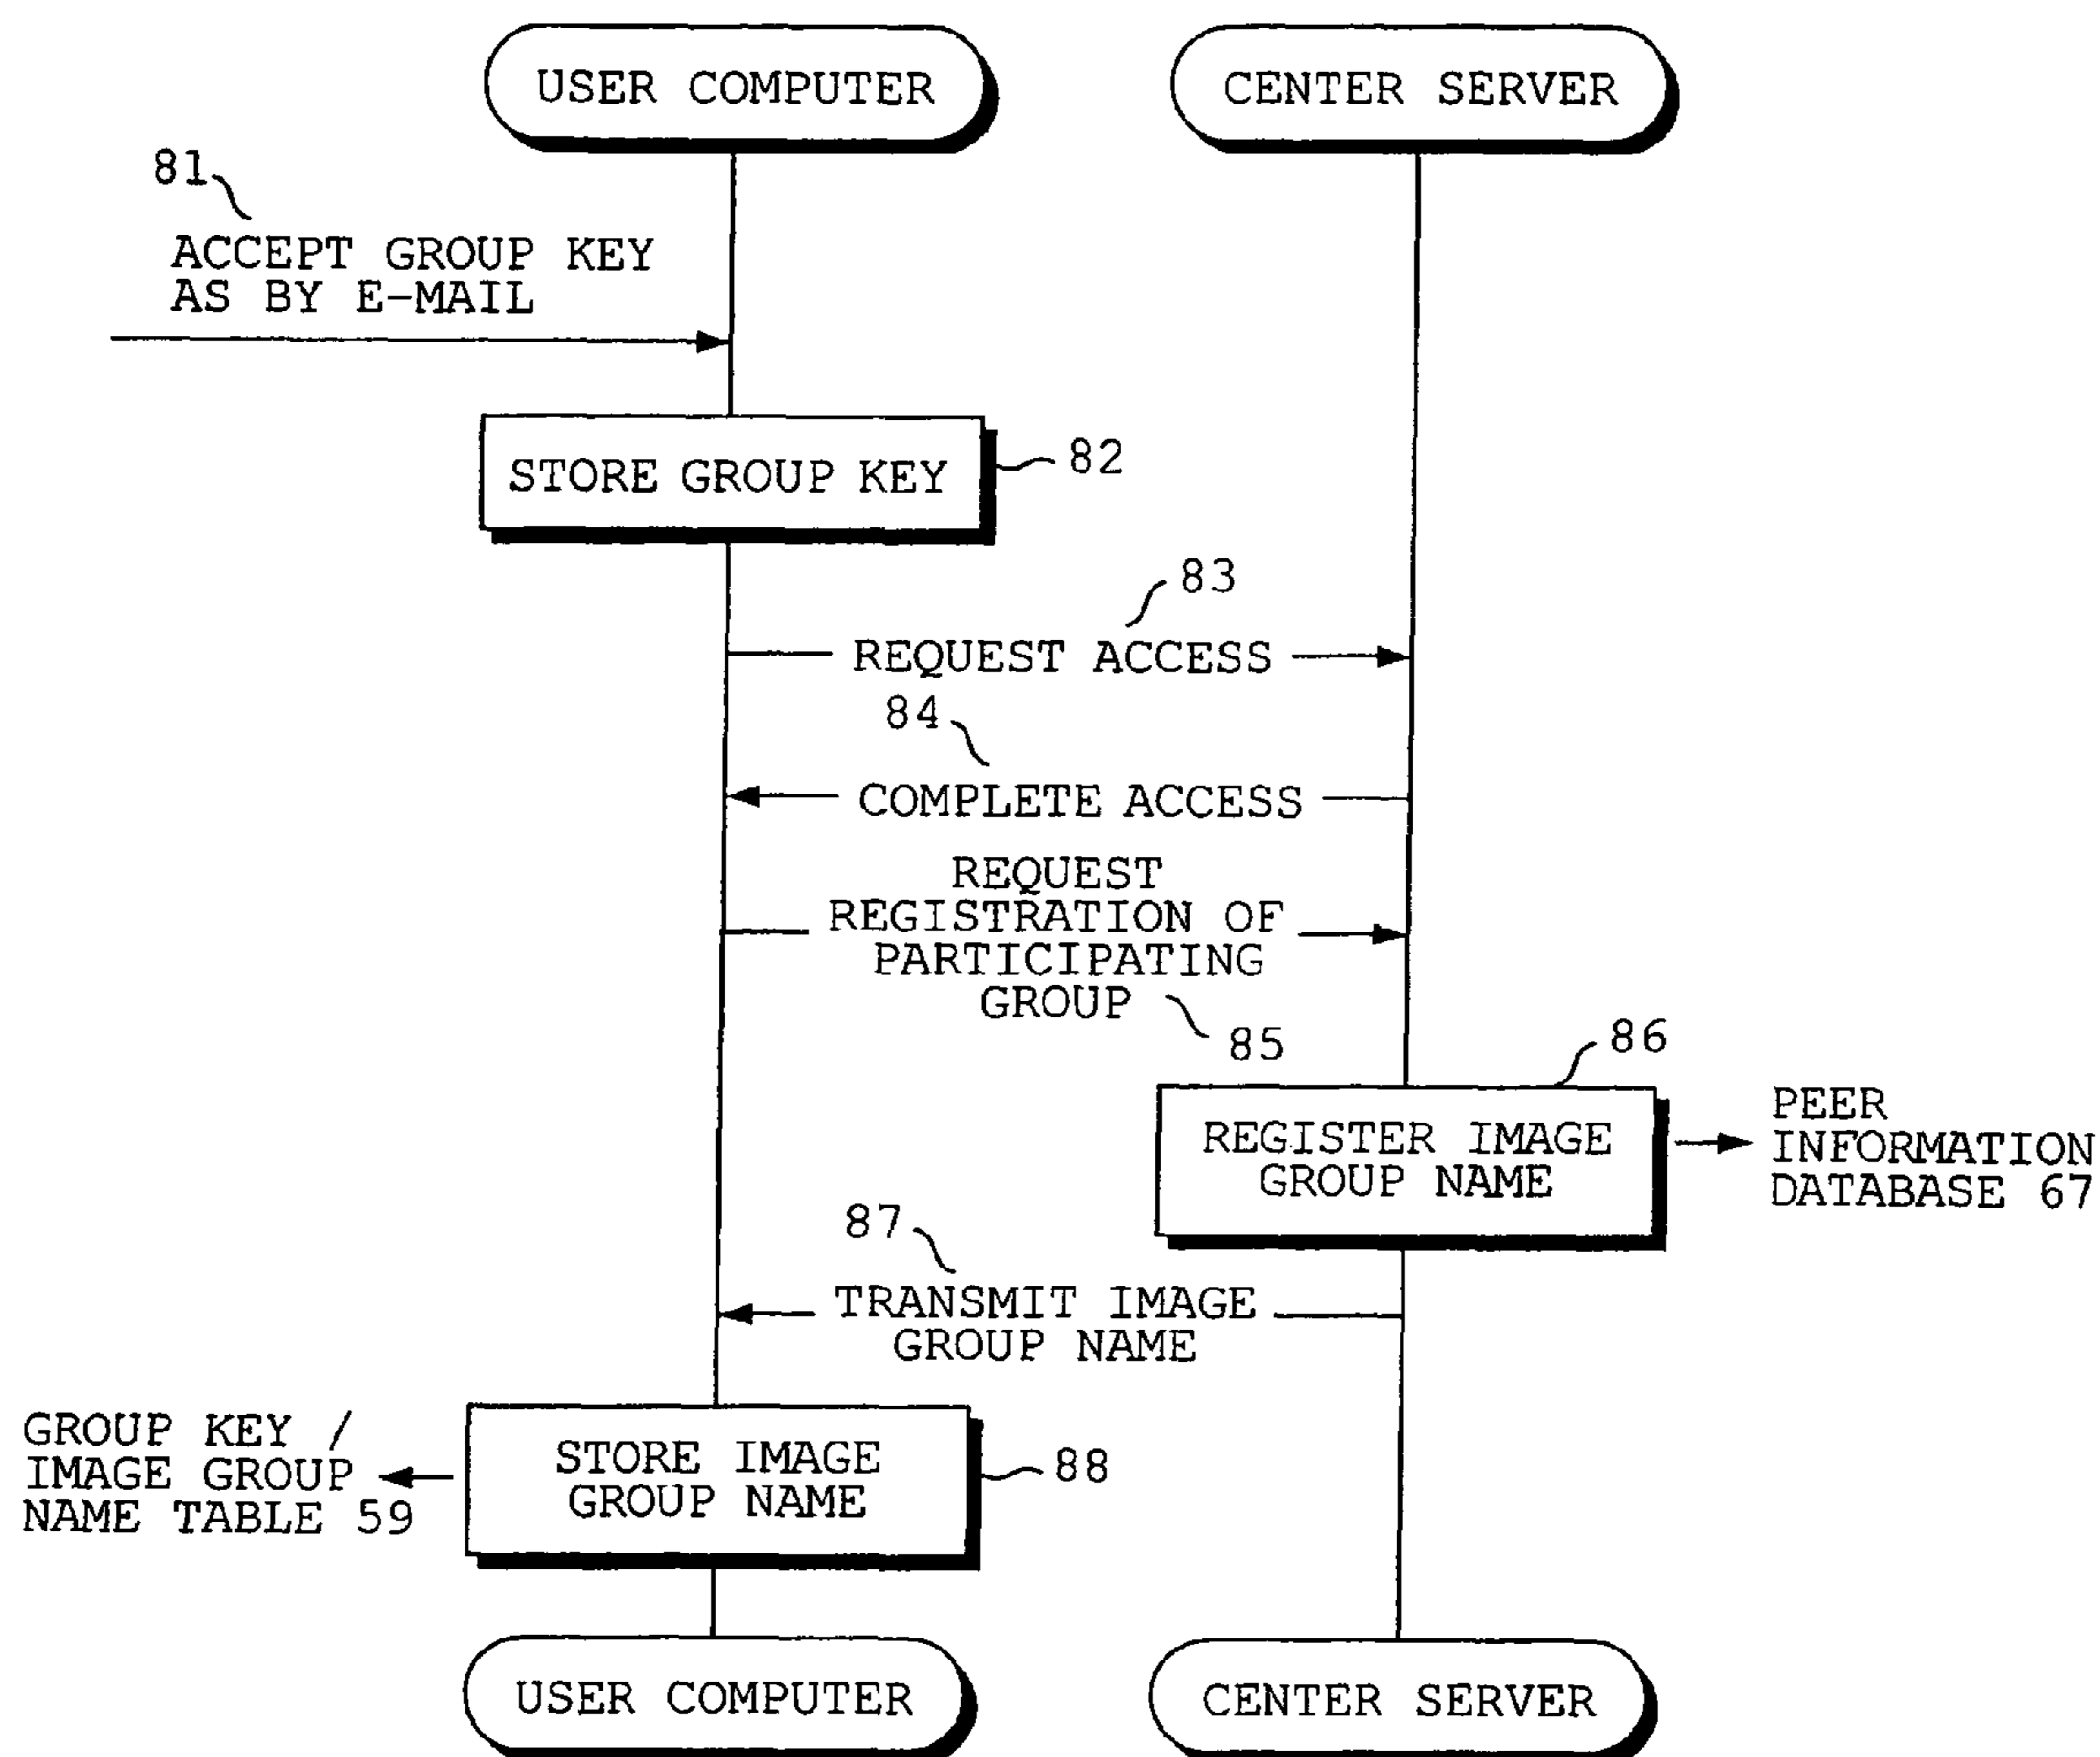 USER COMPUTER
CENTER SERVER
81
ACCEPT GROUP KEY
AS BY E-MAIL
STORE GROUP KEY
82
83
REQUEST ACCESS
84
COMPLETE ACCESS
REQUEST
REGISTRATION OF
PARTICIPATING
GROUP
85
86
REGISTER IMAGE
GROUP NAME
PEER
INFORMATION
DATABASE 67
87
TRANSMIT IMAGE
GROUP NAME
GROUP KEY /
IMAGE GROUP
NAME TABLE 59
STORE IMAGE
GROUP NAME
88
USER COMPUTER
CENTER SERVER